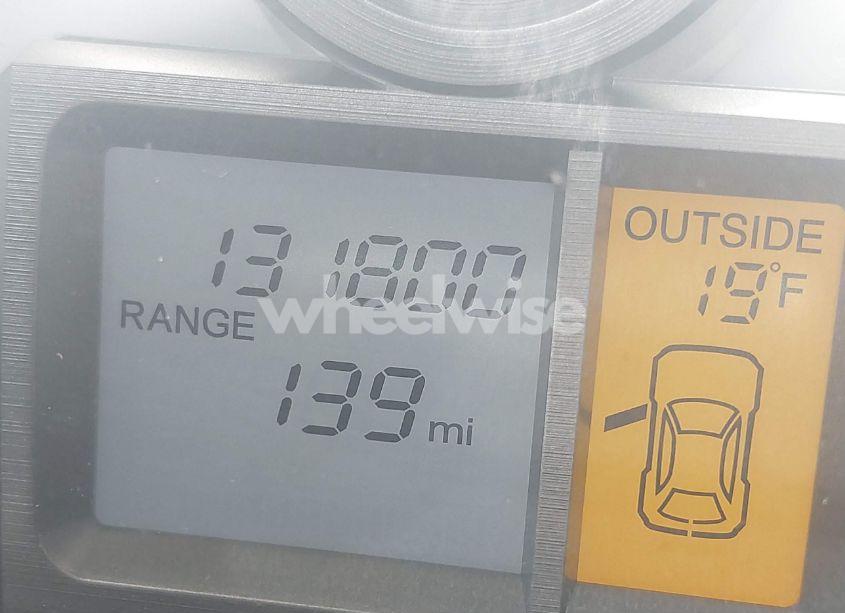 131800
RANGE
139 mi
OUTSIDE
19°F
wheelwise